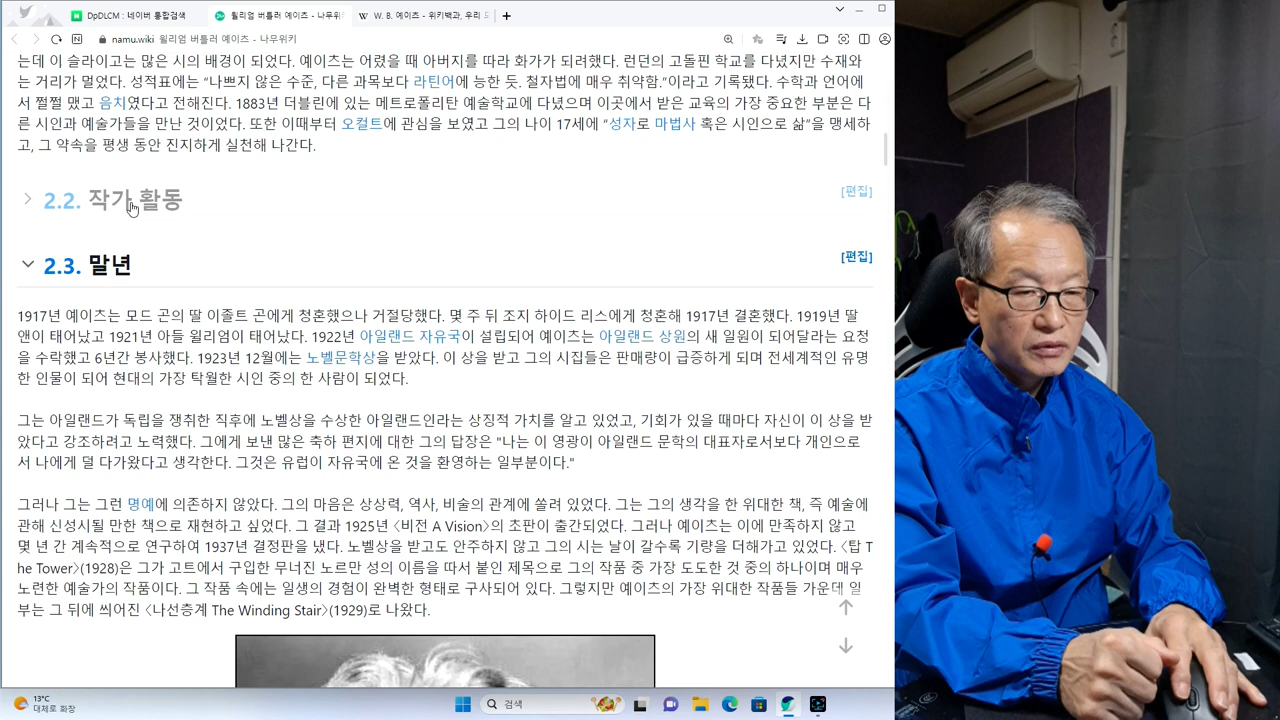 DpDLCM : 네이버 통합검색
윌리엄 버틀러 예이츠 - 나무위키
W. B. 예이츠 - 위키백과, 우리 모
namu.wiki 윌리엄 버틀러 예이츠 - 나무위키
는데 이 슬라이고는 많은 시의 배경이 되었다. 예이츠는 어렸을 때 아버지를 따라 화가가 되려했다. 런던의 고돌핀 학교를 다녔지만 수재와
는 거리가 멀었다. 성적표에는 “나쁘지 않은 수준, 다른 과목보다 라틴어에 능한 듯. 철자법에 매우 취약함.”이라고 기록됐다. 수학과 언어에
서 쩔쩔 맸고 음치였다고 전해진다. 1883년 더블린에 있는 메트로폴리탄 예술학교에 다녔으며 이곳에서 받은 교육의 가장 중요한 부분은 다
른 시인과 예술가들을 만난 것이었다. 또한 이때부터 오컬트에 관심을 보였고 그의 나이 17세에 “성자로 마법사 혹은 시인으로 삶”을 맹세하
고, 그 약속을 평생 동안 진지하게 실천해 나간다.
2.2. 작가 활동
[편집]
2.3. 말년
[편집]
1917년 예이츠는 모드 곤의 딸 이졸트 곤에게 청혼했으나 거절당했다. 몇 주 뒤 조지 하이드 리스에게 청혼해 1917년 결혼했다. 1919년 딸
앤이 태어났고 1921년 아들 윌리엄이 태어났다. 1922년 아일랜드 자유국이 설립되어 예이츠는 아일랜드 상원의 새 일원이 되어달라는 요청
을 수락했고 6년간 봉사했다. 1923년 12월에는 노벨문학상을 받았다. 이 상을 받고 그의 시집들은 판매량이 급증하게 되며 전세계적인 유명
한 인물이 되어 현대의 가장 탁월한 시인 중의 한 사람이 되었다.
그는 아일랜드가 독립을 쟁취한 직후에 노벨상을 수상한 아일랜드인라는 상징적 가치를 알고 있었고, 기회가 있을 때마다 자신이 이 상을 받
았다고 강조하려고 노력했다. 그에게 보낸 많은 축하 편지에 대한 그의 답장은 "나는 이 영광이 아일랜드 문학의 대표자로서보다 개인으로
서 나에게 덜 다가왔다고 생각한다. 그것은 유럽이 자유국에 온 것을 환영하는 일부분이다."
그러나 그는 그런 명예에 의존하지 않았다. 그의 마음은 상상력, 역사, 비술의 관계에 쏠려 있었다. 그는 그의 생각을 한 위대한 책, 즉 예술에
관해 신성시될 만한 책으로 재현하고 싶었다. 그 결과 1925년 〈비전 A Vision〉의 초판이 출간되었다. 그러나 예이츠는 이에 만족하지 않고
몇 년 간 계속적으로 연구하여 1937년 결정판을 냈다. 노벨상을 받고도 안주하지 않고 그의 시는 날이 갈수록 기량을 더해가고 있었다. 〈탑 T
he Tower〉(1928)은 그가 고트에서 구입한 무너진 노르만 성의 이름을 따서 붙인 제목으로 그의 작품 중 가장 도도한 것 중의 하나이며 매우
노련한 예술가의 작품이다. 그 작품 속에는 일생의 경험이 완벽한 형태로 구사되어 있다. 그렇지만 예이츠의 가장 위대한 작품들 가운데 일
부는 그 뒤에 씌어진 〈나선층계 The Winding Stair〉(1929)로 나왔다.
13°C
대체로 화창
검색